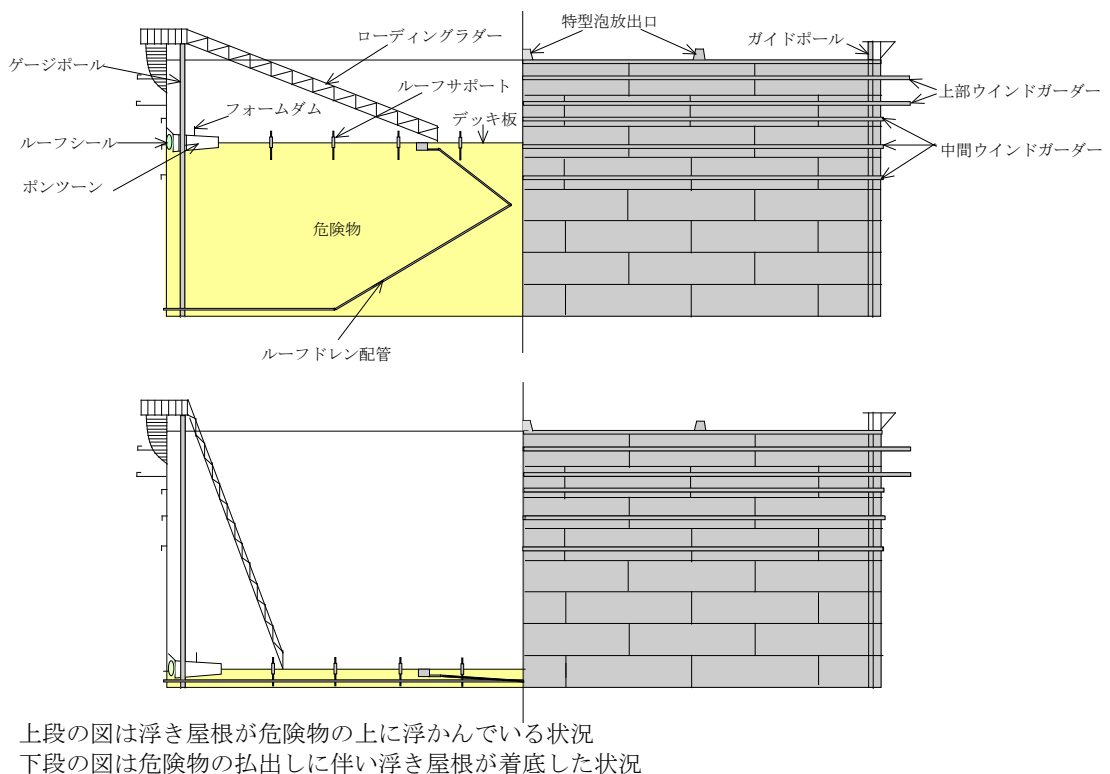 特型泡放出口
ローディングラダー
ガイドポール
ゲージポール
ルーフサポート
上部ウインドガーダー
フォームダム
デッキ板
ルーフシール
中間ウインドガーダー
ポンツーン
危険物
ルーフドレン配管
上段の図は浮き屋根が危険物の上に浮かんでいる状況
下段の図は危険物の払出しに伴い浮き屋根が着底した状況